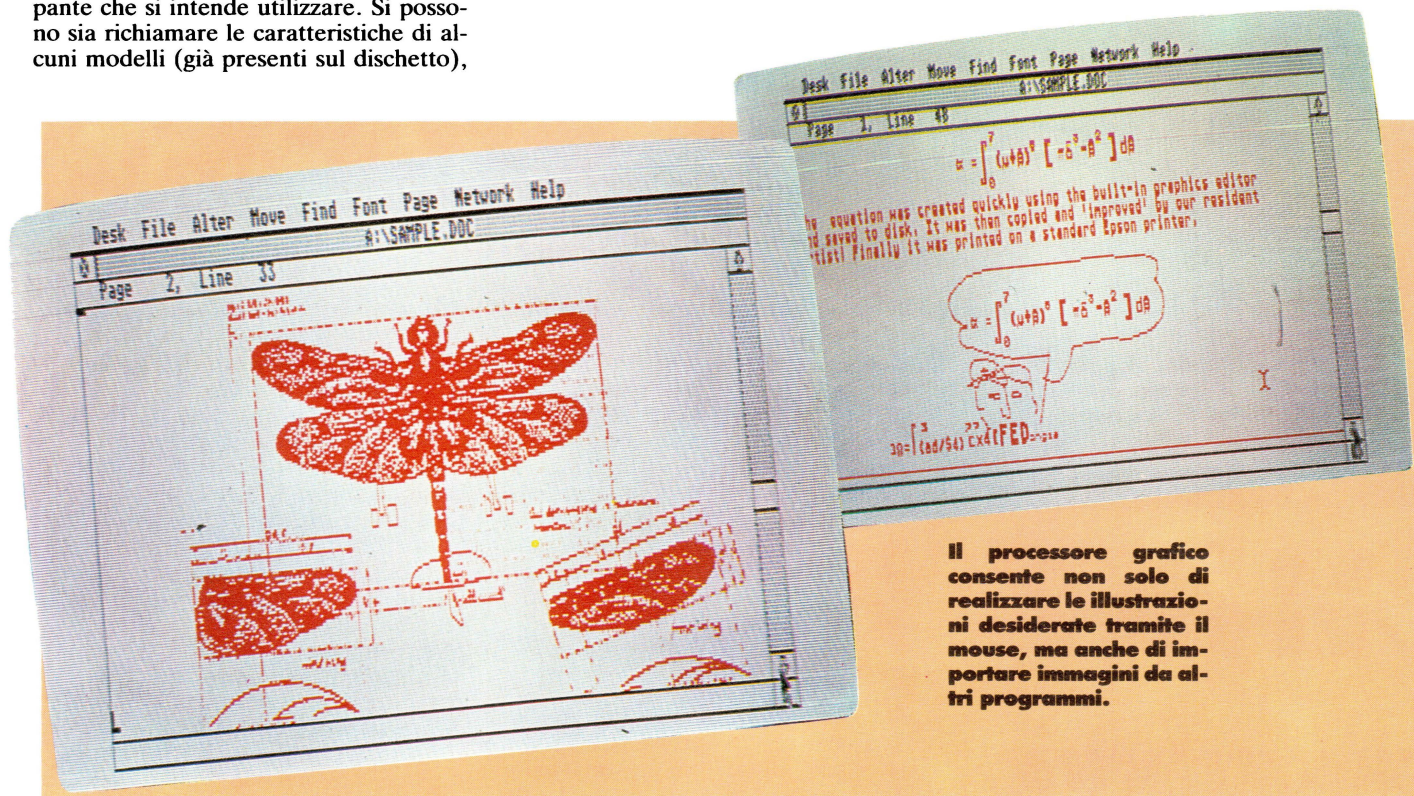 pante che si intende utilizzare. Si posso-
no sia richiamare le caratteristiche di al-
cuni modelli (già presenti sul dischetto),
Desk File Alter Move Find Font Page Network Help
A:\SAMPLE.DOC
Page 2, Line 33
Desk File Alter Move Find Font Page Network Help
A:\SAMPLE.DOC
Page 1, Line 48
equation was created quickly using the built-in graphics editor
saved to disk. It was then copied and 'improved' by our resident
Finally it was printed on a standard Epson printer.
Il processore grafico
consente non solo di
realizzare le illustrazio-
ni desiderate tramite il
mouse, ma anche di im-
portare immagini da al-
tri programmi.